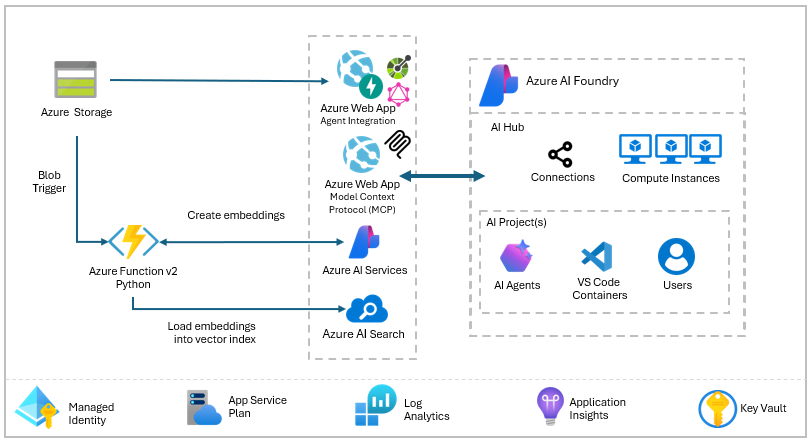 Azure Storage
Azure Web App
Agent Integration
Azure AI Foundry
AI Hub
Connections
Compute Instances
Azure Web App
Model Context
Protocol (MCP)
Blob
Trigger
Create embeddings
Azure Function v2
Python
Azure AI Services
AI Project(s)
AI Agents
VS Code
Containers
Users
Load embeddings
into vector index
Azure AI Search
Managed
Identity
App Service
Plan
Log
Analytics
Application
Insights
Key Vault